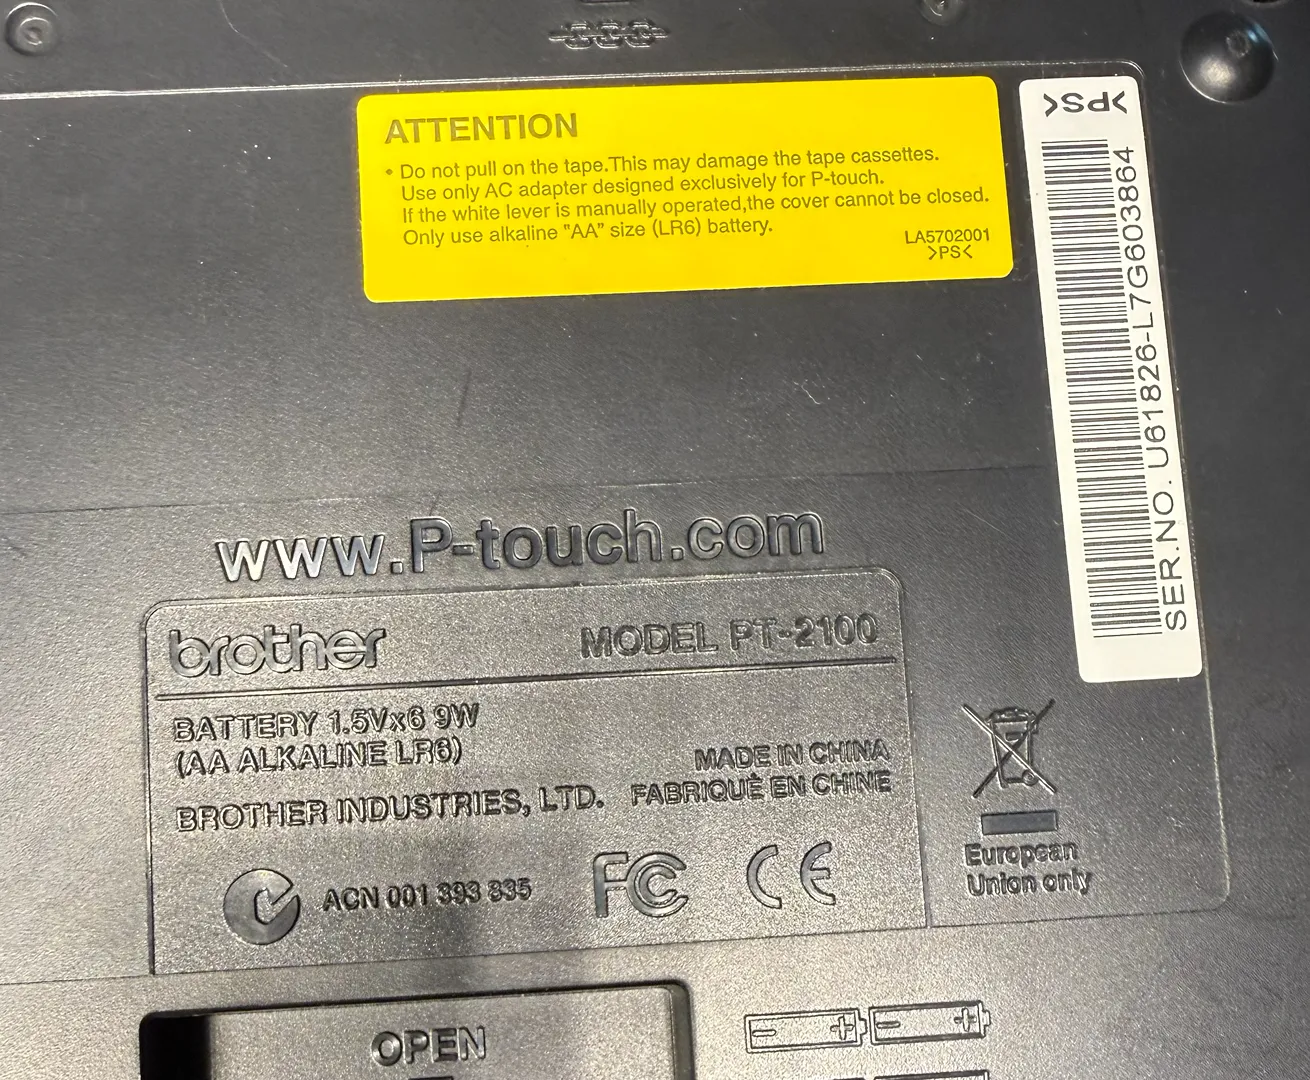 ATTENTION
• Do not pull on the tape.This may damage the tape cassettes.
Use only AC adapter designed exclusively for P-touch.
If the white lever is manually operated,the cover cannot be closed.
Only use alkaline "AA" size (LR6) battery.
LA5702001
>PS<
>PS<
SER.NO. U61826-L7G603864
www.P-touch.com
brother
MODEL PT-2100
BATTERY 1.5Vx6 9W
(AA ALKALINE LR6)
MADE IN CHINA
FABRIQUÈ EN CHINE
BROTHER INDUSTRIES, LTD.
ACN 001 393 835
FC
CE
European
Union only
OPEN
- + - +